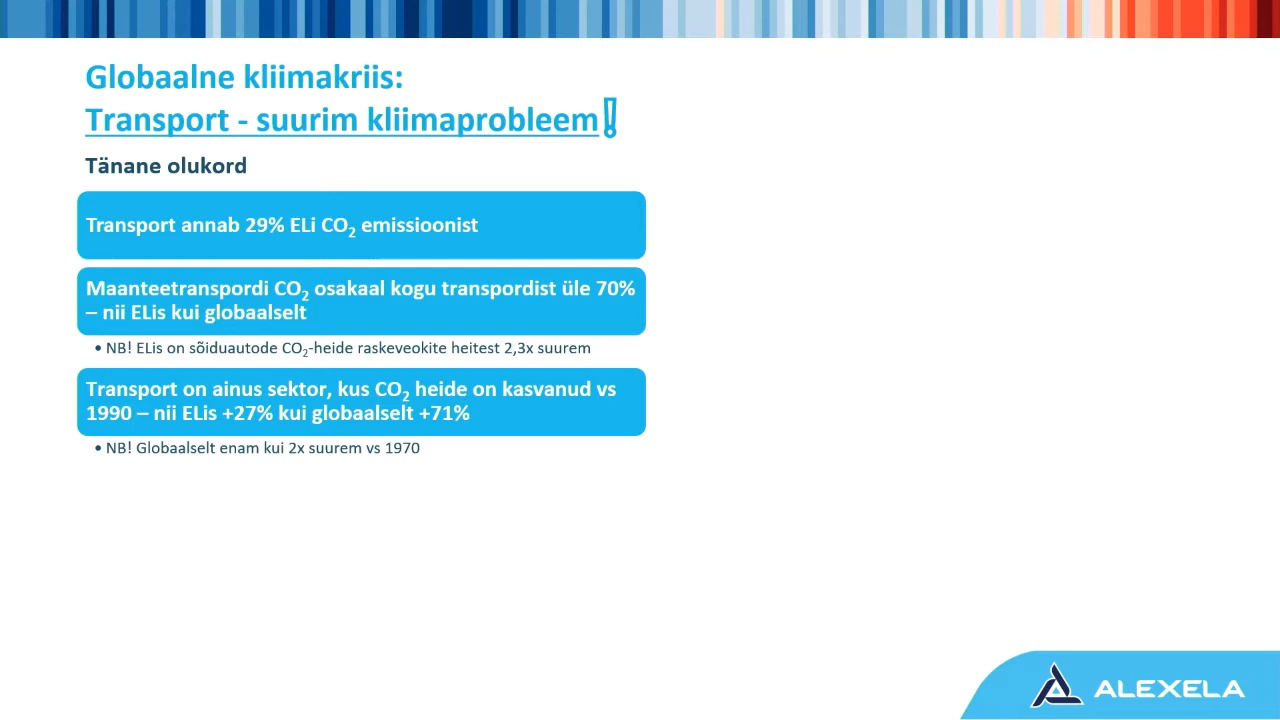 Globaalne kliimakriis:
Transport - suurim kliimaprobleem!
Tänane olukord
Transport annab 29% ELi CO₂ emissioonist
Maanteetranspordi CO₂ osakaal kogu transpordist üle 70%
– nii ELis kui globaalselt
• NB! ELis on sõiduautode CO₂-heide raskeveokite heitest 2,3x suurem
Transport on ainus sektor, kus CO₂ heide on kasvanud vs
1990 – nii ELis +27% kui globaalselt +71%
• NB! Globaalselt enam kui 2x suurem vs 1970
ALEXELA